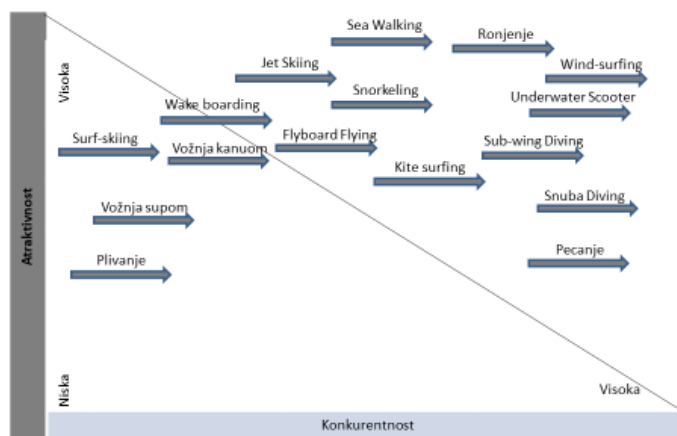 Sea Walking
Ronjenje
Jet Skiing
Wind-surfing
Visoka
Snorkeling
Underwater Scooter
Wake boarding
Surf-skiing
Vožnja kanuom
Flyboard Flying
Sub-wing Diving
Kite surfing
Vožnja supom
Snuba Diving
Plivanje
Pecanje
Atraktivnost
Niska
Visoka
Konkurentnost